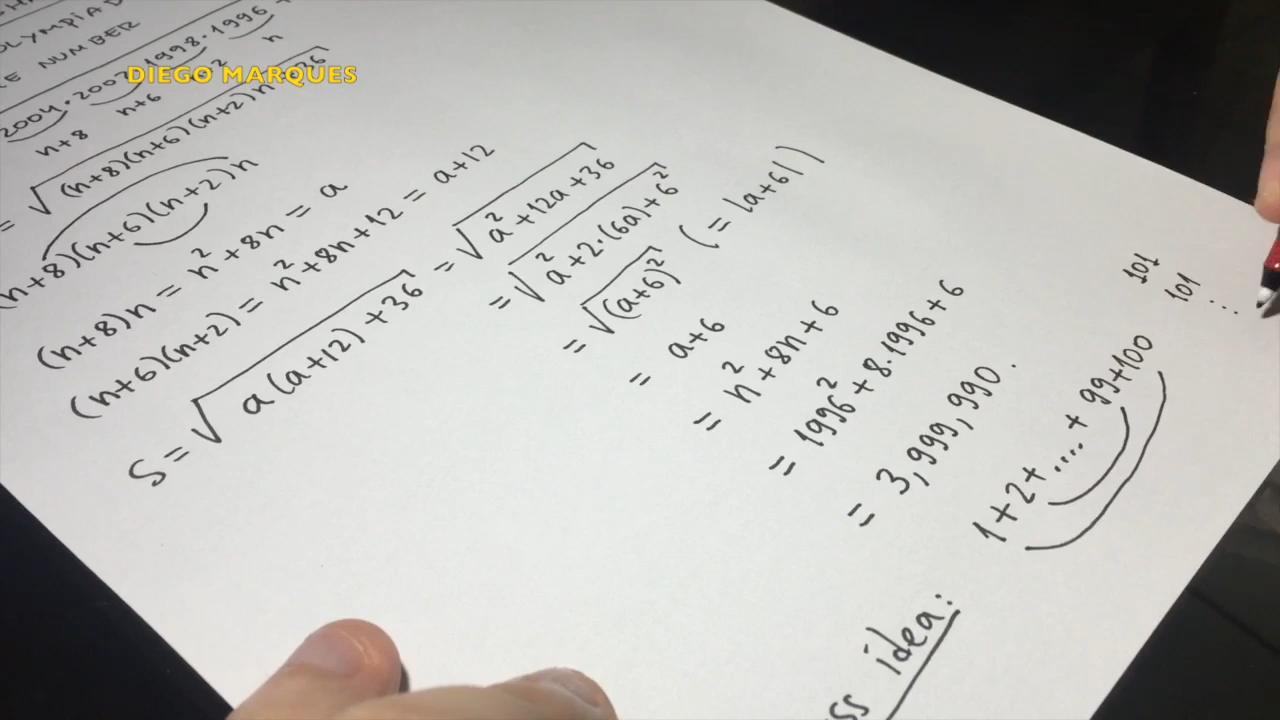 OLYMPIAD
NUMBER
2004 · 2002 · 1998 · 1996 +
n+8 n+6 n
DIEGO MARQUES
= √(n+8)(n+6)(n+2)n + 36
(n+8)(n+6)(n+2)n
(n+8)n = n² + 8n = a
(n+6)(n+2) = n² + 8n + 12 = a + 12
S = √a(a+12) + 36 = √a² + 12a + 36
= √a² + 2·(6a) + 6²
= √(a+6)² (= |a+6|)
= a + 6
= n² + 8n + 6
= 1996² + 8·1996 + 6
= 3,999,990.
1 + 2 + .... + 99 + 100
101
101
:
idea: